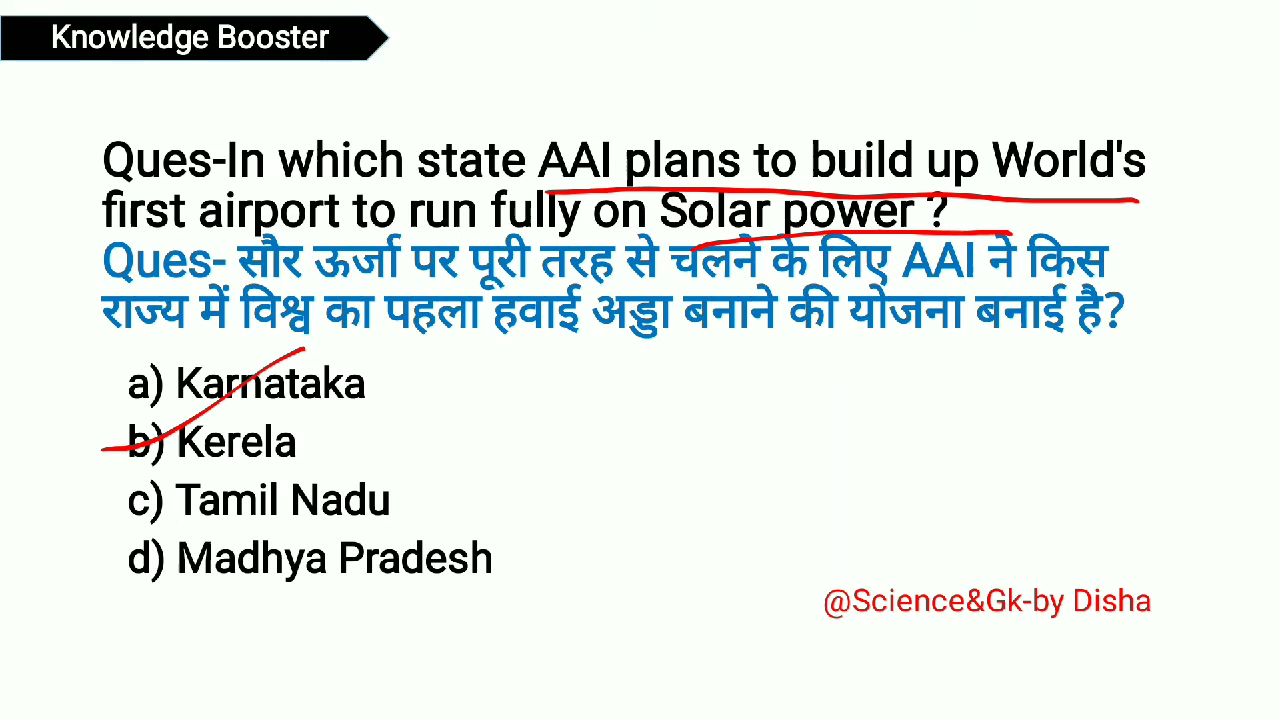 Knowledge Booster
Ques-In which state AAI plans to build up World's
first airport to run fully on Solar power ?
Ques- सौर ऊर्जा पर पूरी तरह से चलने के लिए AAI ने किस
राज्य में विश्व का पहला हवाई अड्डा बनाने की योजना बनाई है?
a) Karnataka
b) Kerela
c) Tamil Nadu
d) Madhya Pradesh
@Science&Gk-by Disha